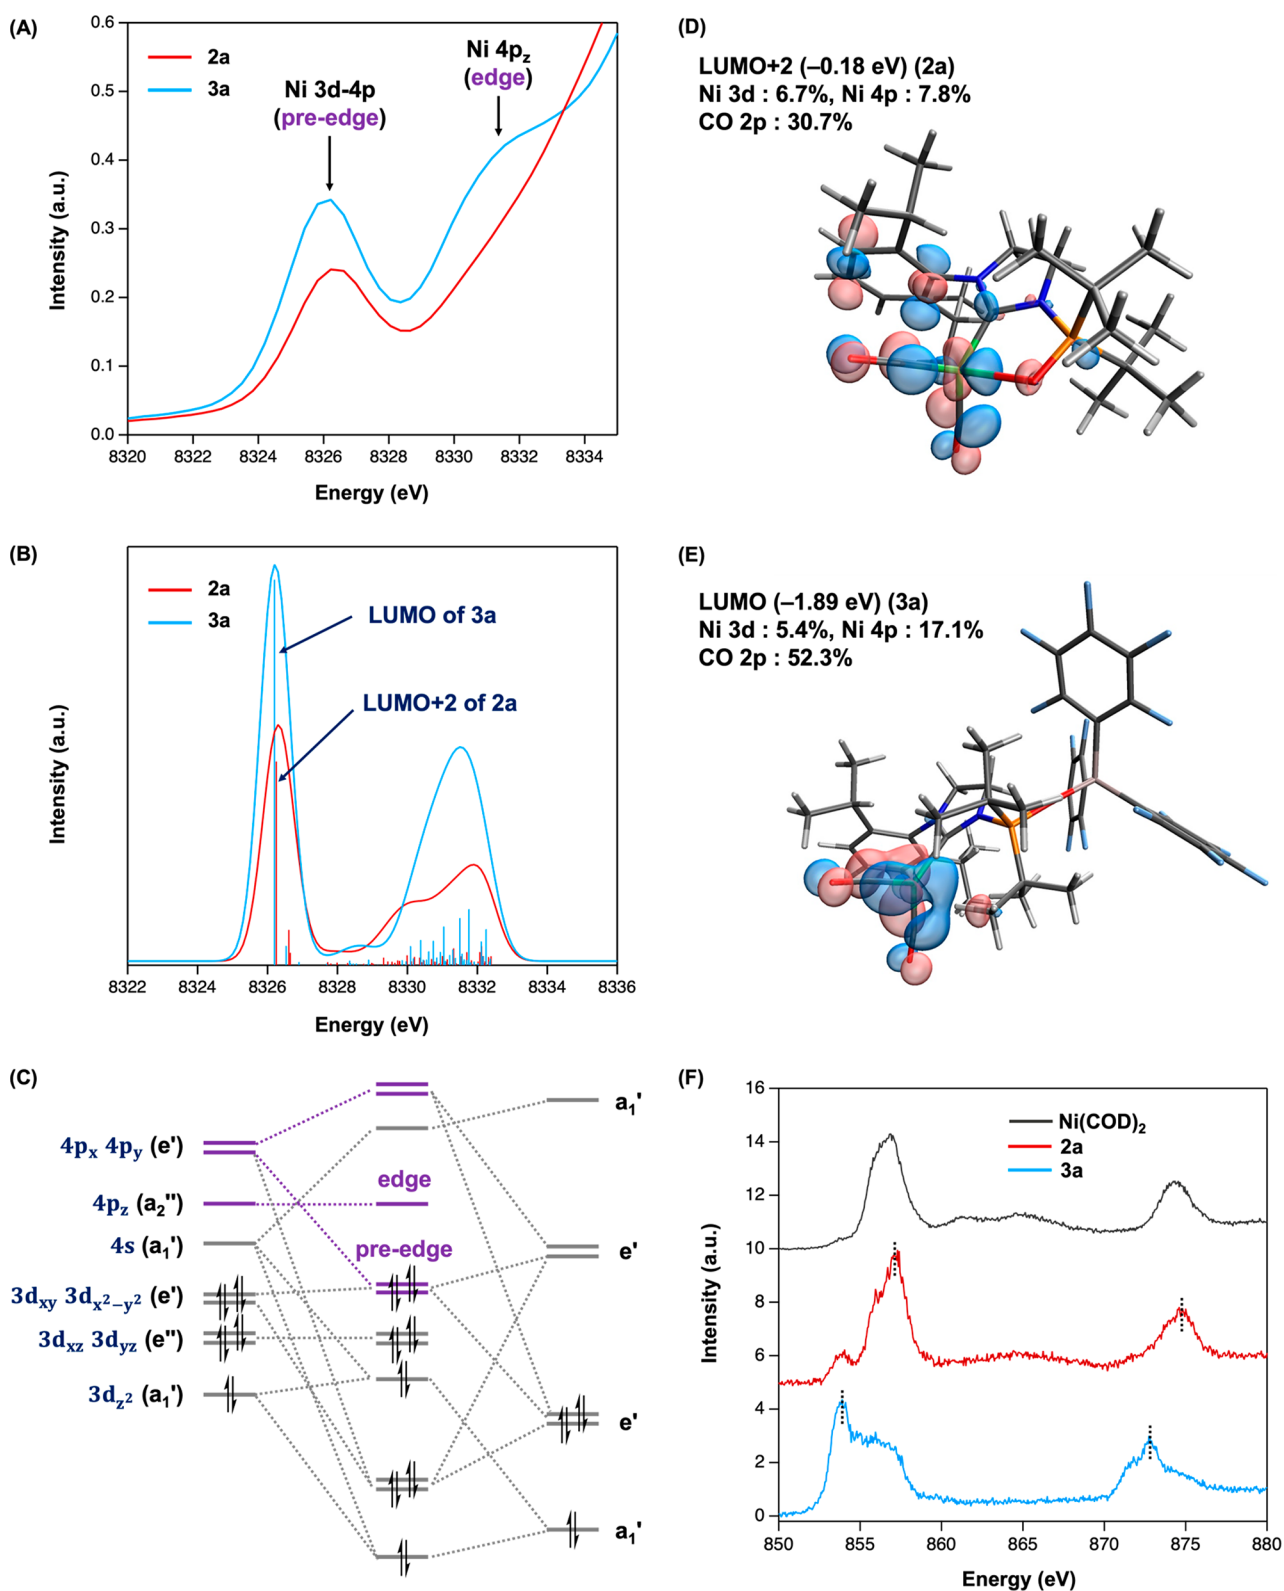 (A)
0.6
0.5
0.4
0.3
0.2
0.1
0.0
Intensity (a.u.)
2a
3a
Ni 3d-4p
(pre-edge)
Ni 4pz
(edge)
8320 8322 8324 8326 8328 8330 8332 8334
Energy (eV)
(D)
LUMO+2 (–0.18 eV) (2a)
Ni 3d : 6.7%, Ni 4p : 7.8%
CO 2p : 30.7%
(B)
Intensity (a.u.)
2a
3a
LUMO of 3a
LUMO+2 of 2a
8322 8324 8326 8328 8330 8332 8334 8336
Energy (eV)
(E)
LUMO (–1.89 eV) (3a)
Ni 3d : 5.4%, Ni 4p : 17.1%
CO 2p : 52.3%
(C)
4px 4py (e')
4pz (a2'')
4s (a1')
3dxy 3dx²−y² (e')
3dxz 3dyz (e'')
3dz² (a1')
edge
pre-edge
a1'
e'
e'
a1'
(F)
16
14
12
10
8
6
4
2
0
Intensity (a.u.)
Ni(COD)2
2a
3a
850 855 860 865 870 875 880
Energy (eV)